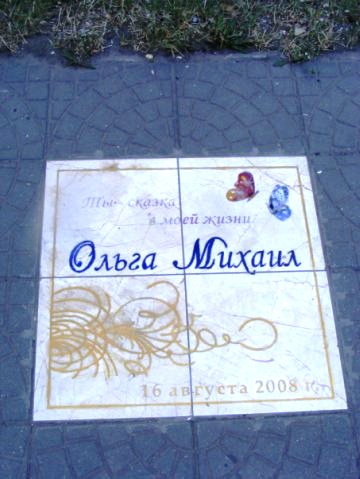 Ты - сказка
в моей жизни
Ольга Михаил
16 августа 2008 г.